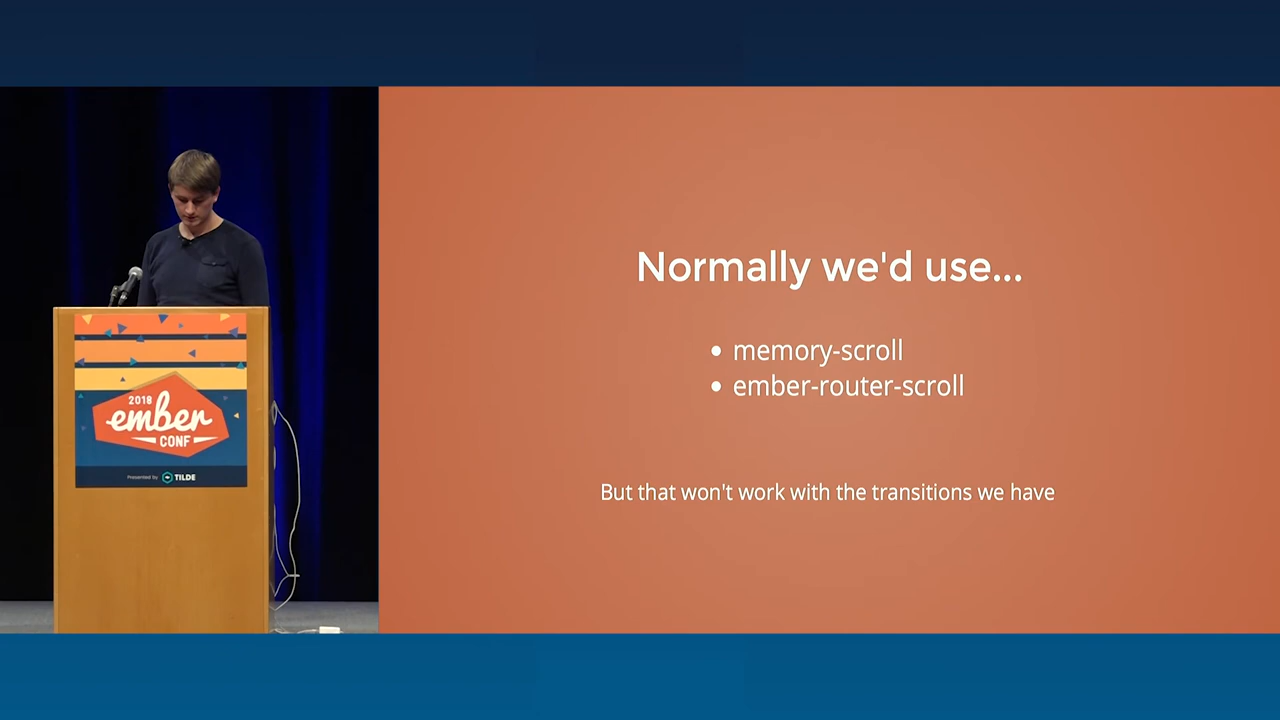 Normally we'd use...
• memory-scroll
• ember-router-scroll
But that won't work with the transitions we have
2018
ember
CONF
Presented by TILDE